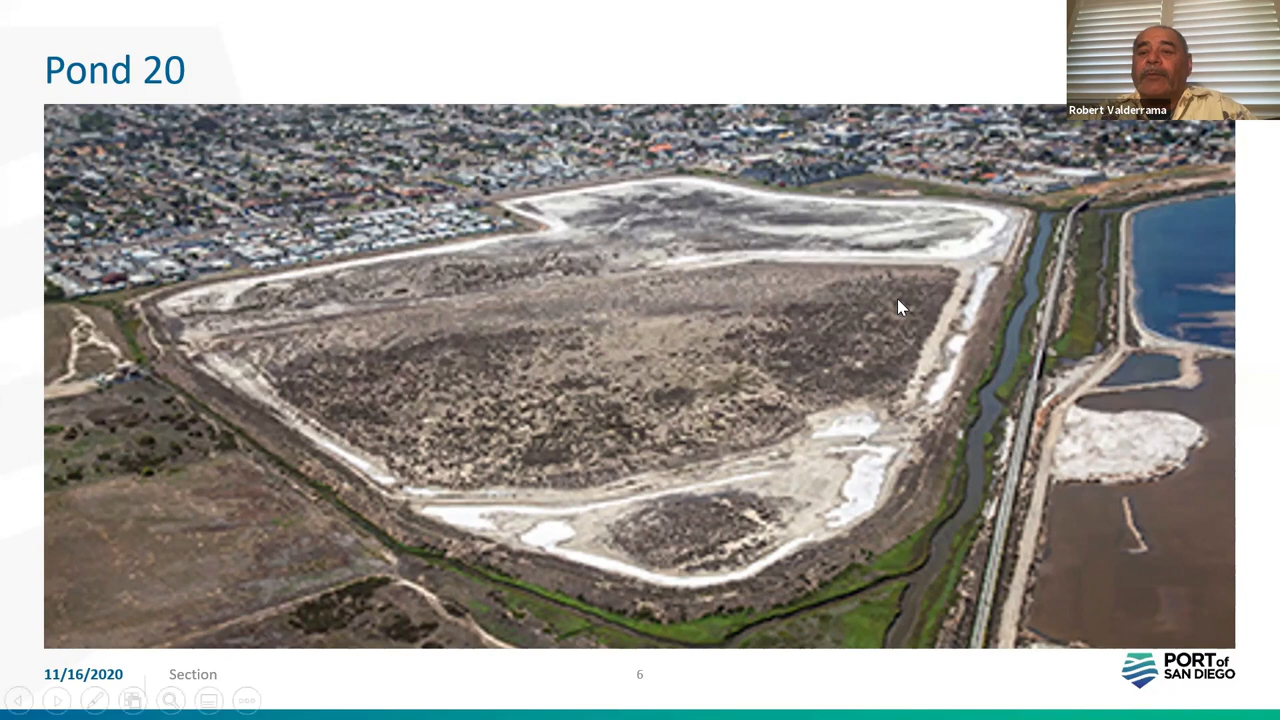 Pond 20
Robert Valderrama
11/16/2020
Section
6
PORT of
SAN DIEGO